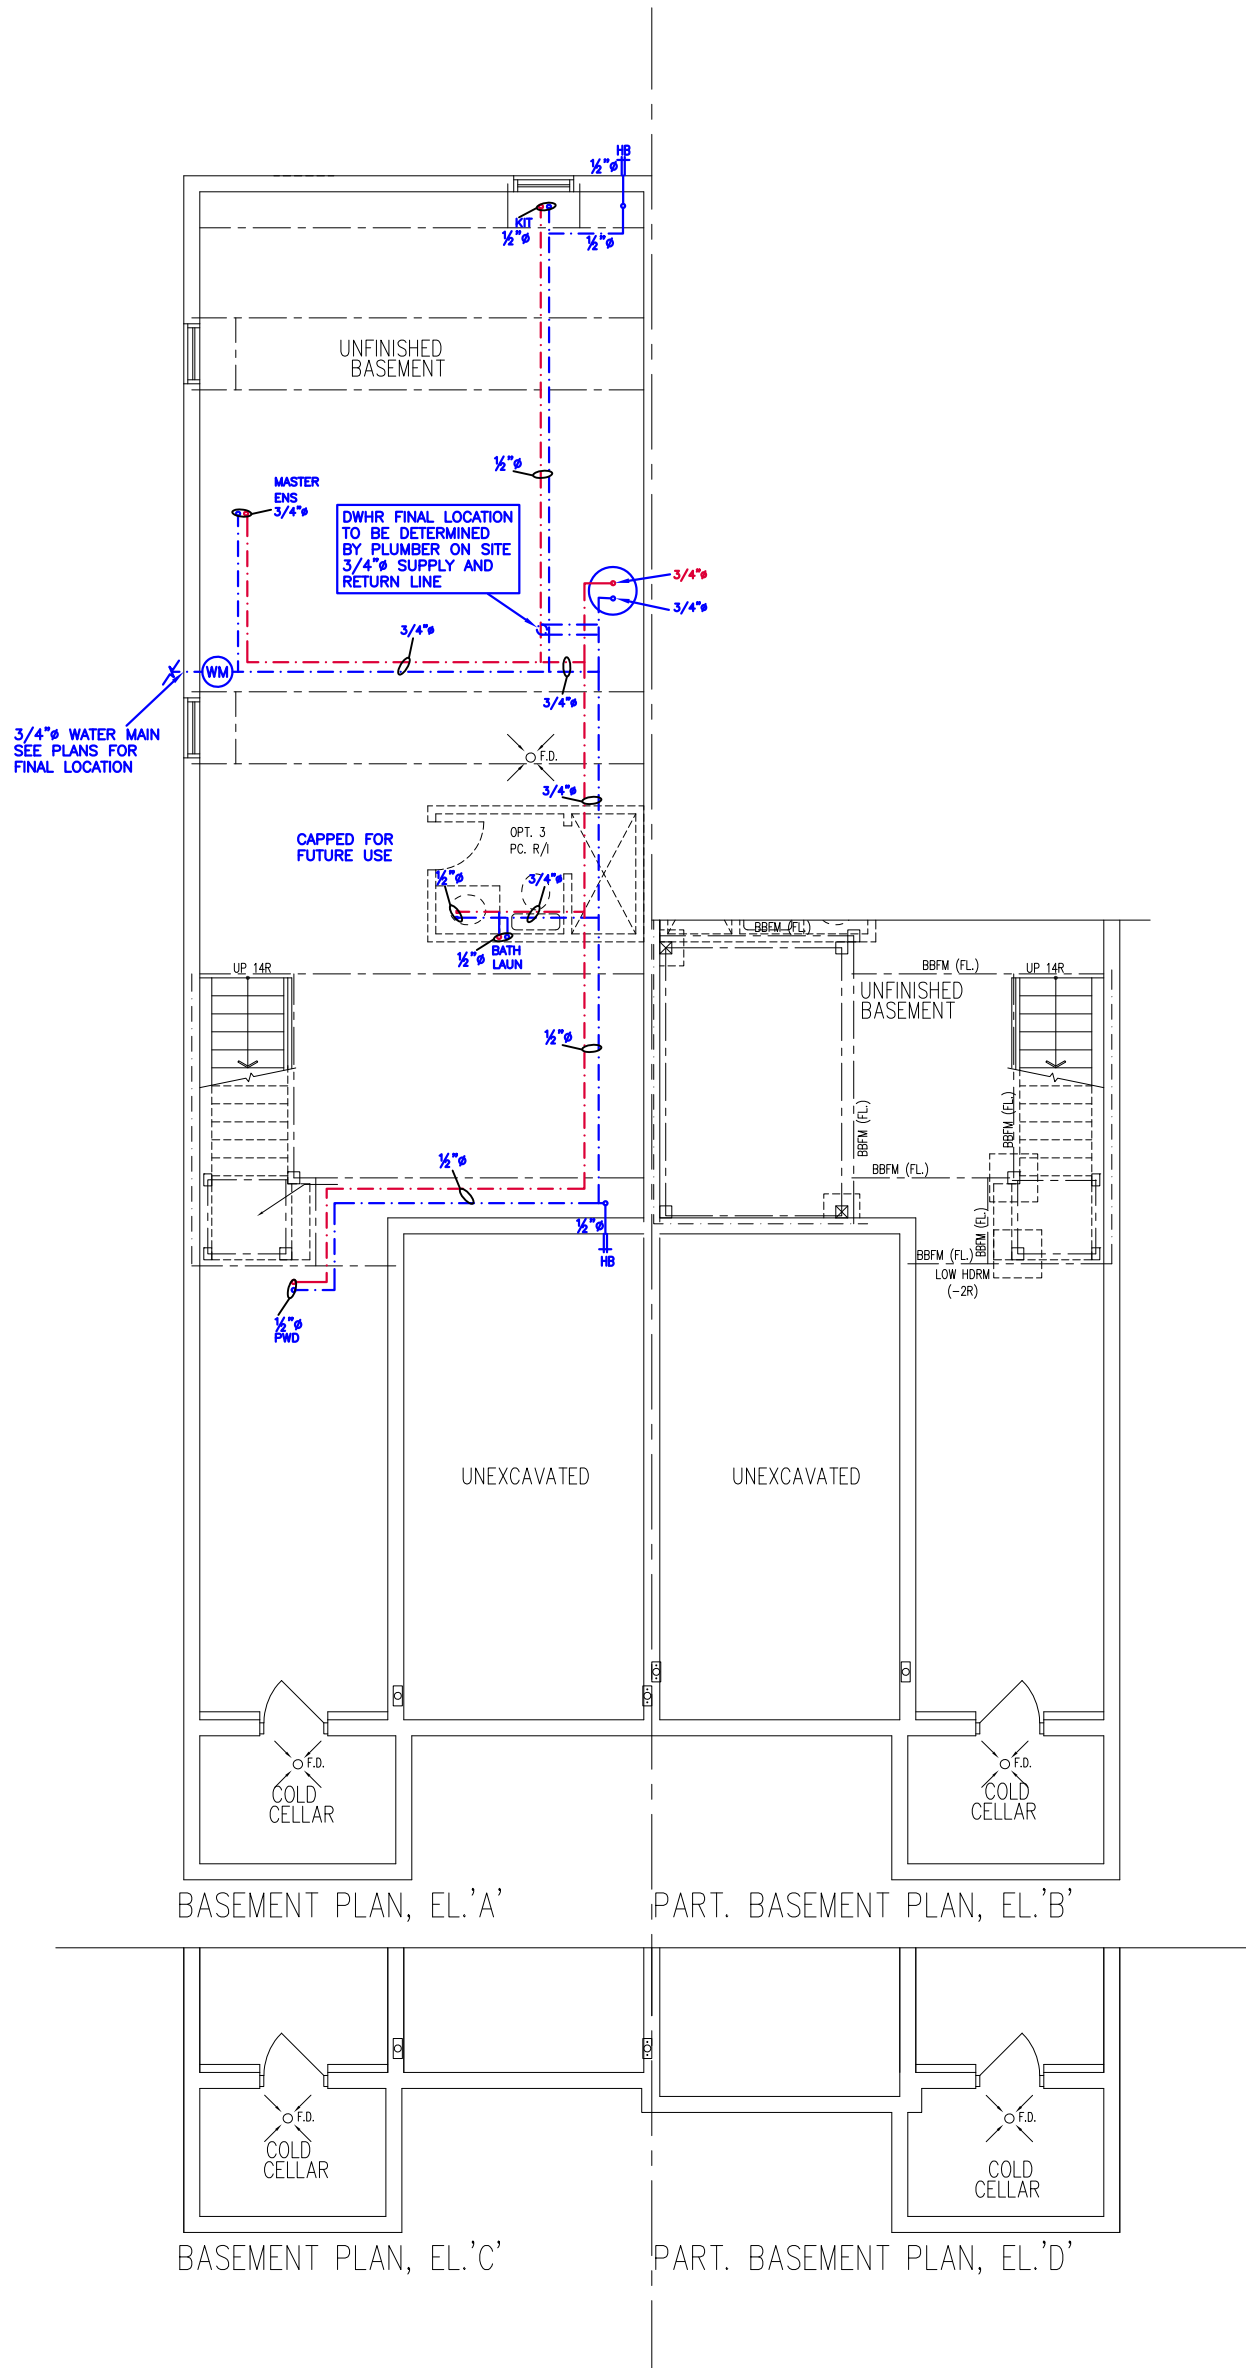 HB
½"ø
KIT
½"ø
½"ø
UNFINISHED
BASEMENT
½"ø
MASTER
ENS
3/4"ø
DWHR FINAL LOCATION
TO BE DETERMINED
BY PLUMBER ON SITE
3/4"ø SUPPLY AND
RETURN LINE
3/4"ø
3/4"ø
3/4"ø
WM
3/4"ø
3/4"ø WATER MAIN
SEE PLANS FOR
FINAL LOCATION
F.D.
3/4"ø
CAPPED FOR
FUTURE USE
OPT. 3
PC. R/I
½"ø
3/4"ø
½"ø
BATH
LAUN
BBFM (FL.)
UP 14R
BBFM (FL.)
UP 14R
UNFINISHED
BASEMENT
½"ø
BBFM (FL.)
BBFM (FL.)
½"ø
BBFM (FL.)
½"ø
HB
BBFM (FL.)
BBFM (FL.)
LOW HDRM
(-2R)
½"ø
PWD
UNEXCAVATED
UNEXCAVATED
F.D.
COLD
CELLAR
F.D.
COLD
CELLAR
BASEMENT PLAN, EL.'A'
PART. BASEMENT PLAN, EL.'B'
F.D.
COLD
CELLAR
F.D.
COLD
CELLAR
BASEMENT PLAN, EL.'C'
PART. BASEMENT PLAN, EL.'D'